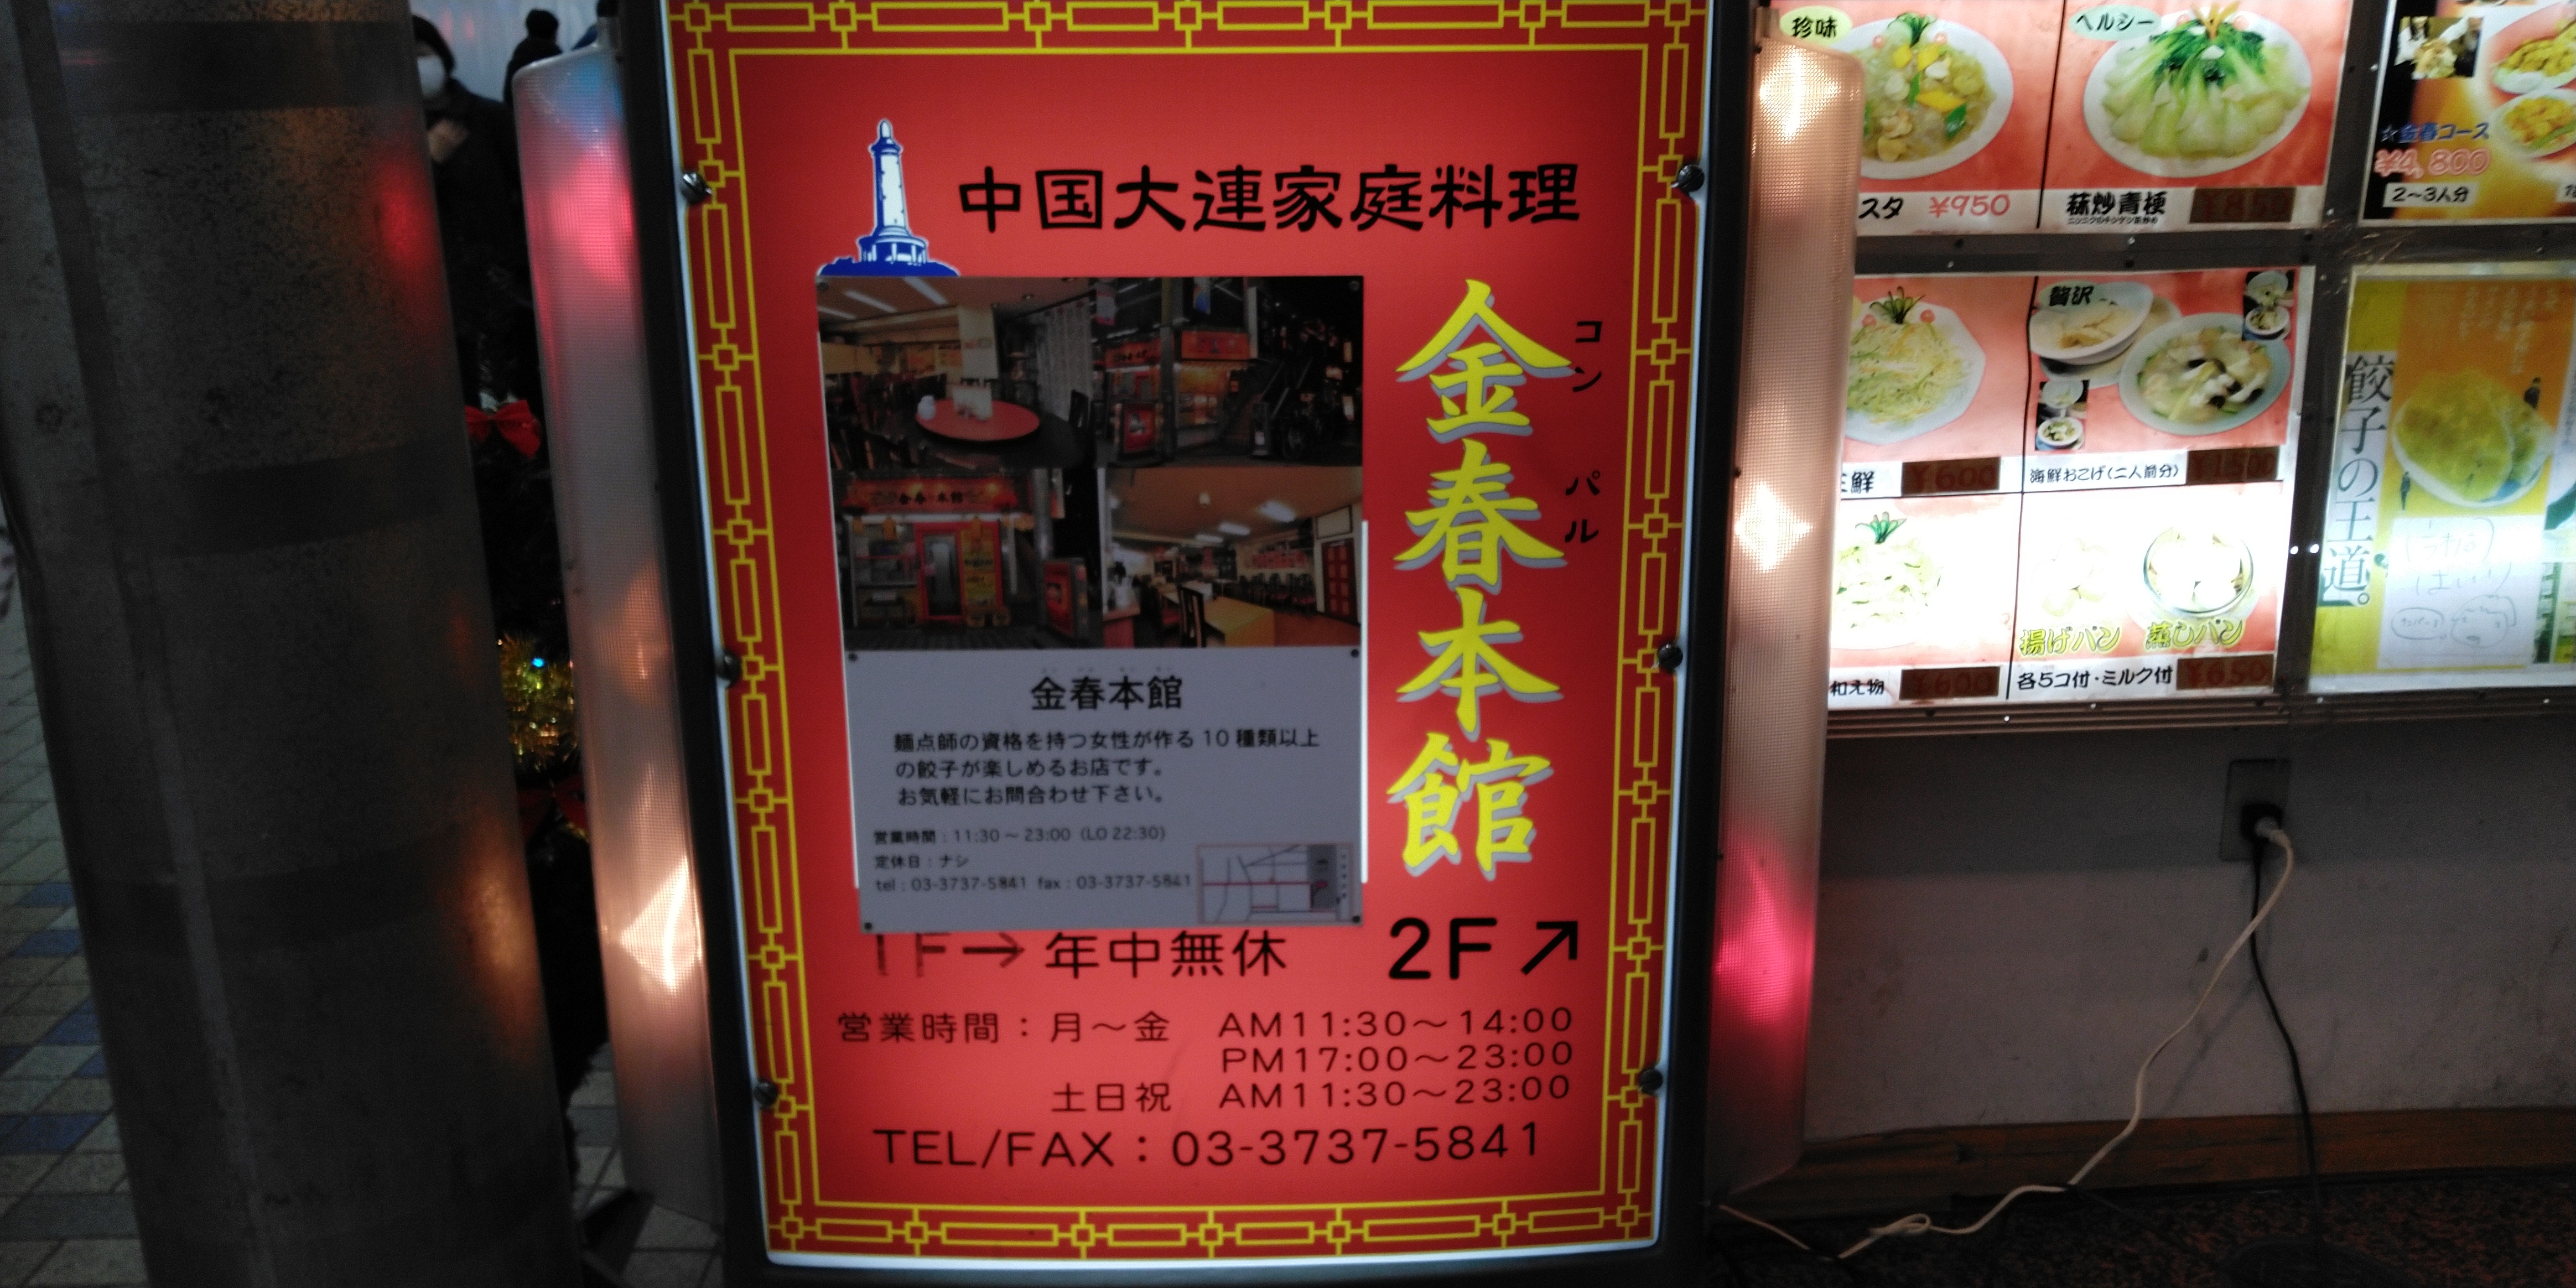 中国大連家庭料理
金春本館
コンパル
金春本館
麺点師の資格を持つ女性が作る 10 種類以上
の餃子が楽しめるお店です。
お気軽にお問合わせ下さい。
営業時間：11:30 ～ 23:00（LO 22:30）
定休日：ナシ
tel : 03-3737-5841 fax : 03-3737-5841
1F→ 年中無休 2F↗
営業時間：月～金 AM11:30～14:00
PM17:00～23:00
土日祝 AM11:30～23:00
TEL/FAX：03-3737-5841
珍味
スタ ¥950
ヘルシー
蒜炒青梗
¥850
☆金春コース
¥4,800
2～3人分
鮮 ¥600
贅沢
海鮮おこげ(二人前分) ¥1,500
和え物 ¥600
揚げパン 蒸しパン
各5コ付・ミルク付 ¥650
餃子の王道。